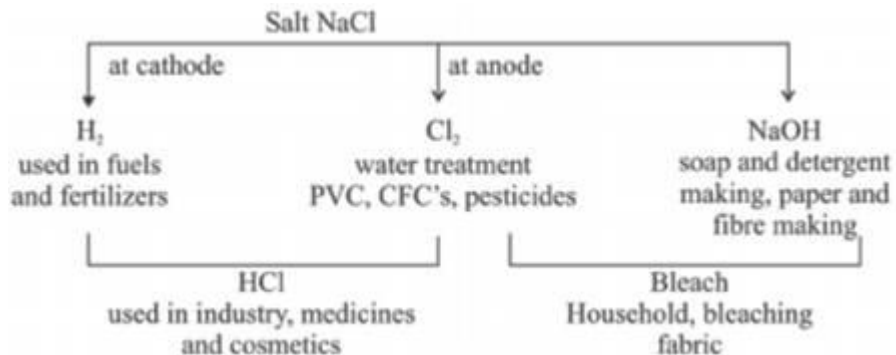 Salt NaCl
at cathode
at anode
H₂
used in fuels
and fertilizers
Cl₂
water treatment
PVC, CFC's, pesticides
NaOH
soap and detergent
making, paper and
fibre making
HCl
used in industry, medicines
and cosmetics
Bleach
Household, bleaching
fabric